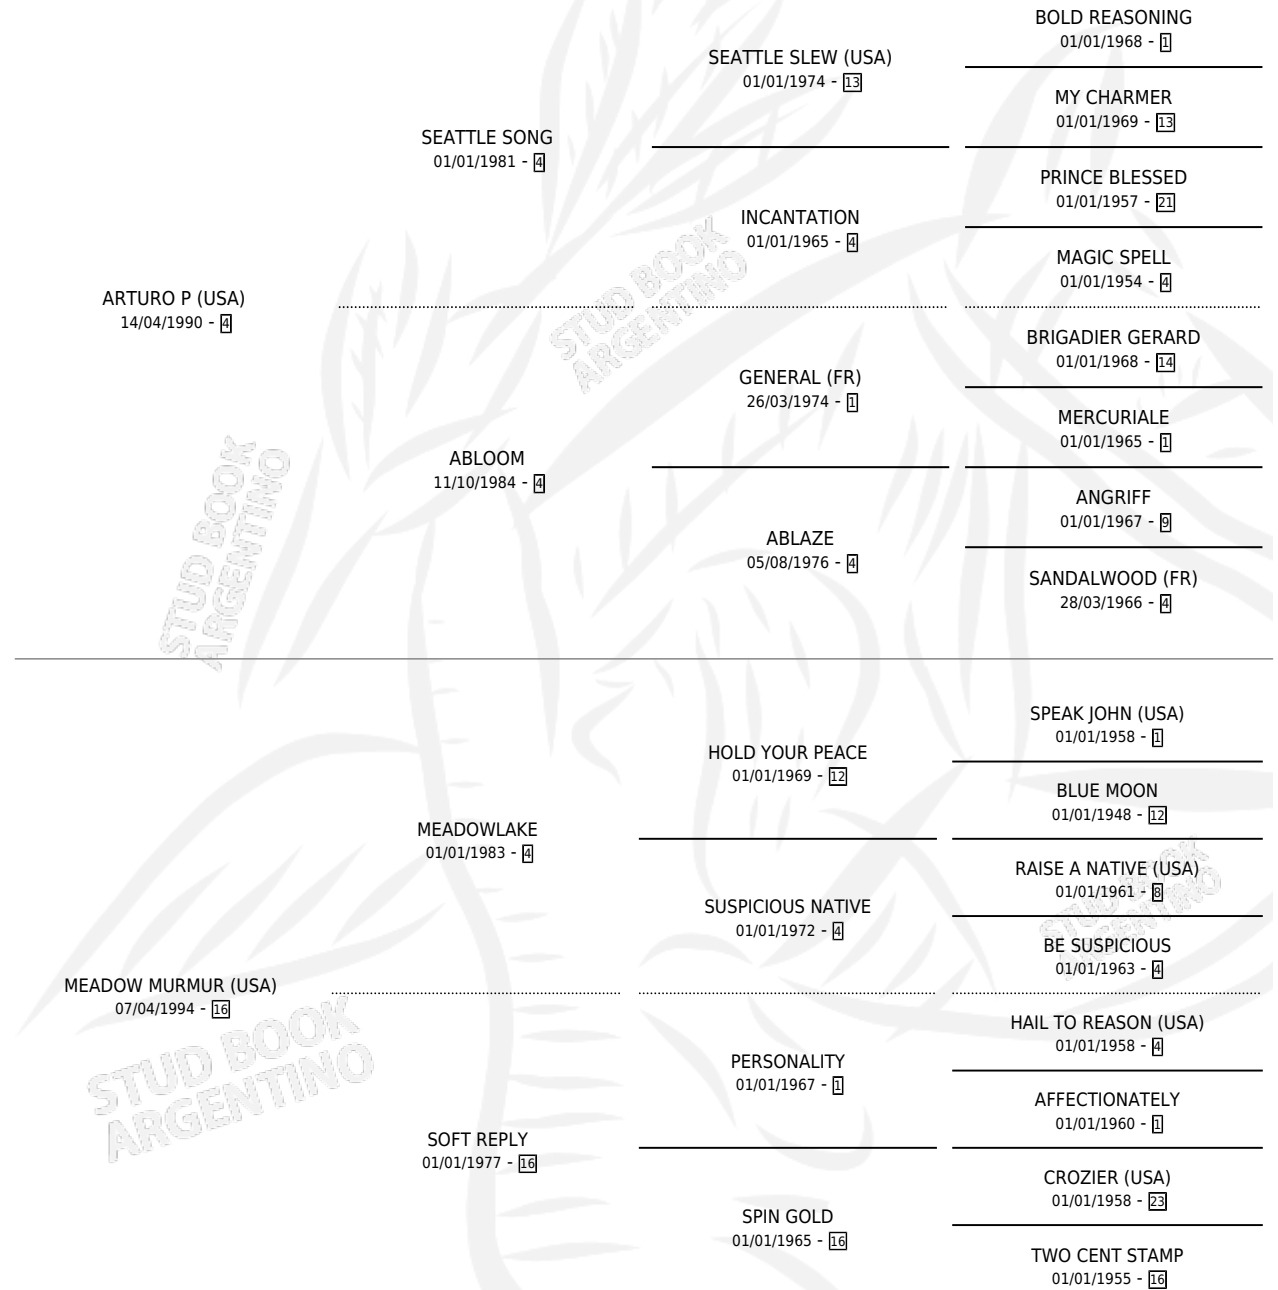 BOLD REASONING
01/01/1968 - 1
SEATTLE SLEW (USA)
01/01/1974 - 13
MY CHARMER
01/01/1969 - 13
SEATTLE SONG
01/01/1981 - 4
PRINCE BLESSED
01/01/1957 - 21
INCANTATION
01/01/1965 - 4
MAGIC SPELL
01/01/1954 - 4
STUD BOOK
ARGENTINO
ARTURO P (USA)
14/04/1990 - 4
BRIGADIER GERARD
01/01/1968 - 14
GENERAL (FR)
26/03/1974 - 1
MERCURIALE
01/01/1965 - 1
ABLOOM
11/10/1984 - 4
ANGRIFF
01/01/1967 - 9
ABLAZE
05/08/1976 - 4
SANDALWOOD (FR)
28/03/1966 - 4
STUD BOOK
ARGENTINO
SPEAK JOHN (USA)
01/01/1958 - 1
HOLD YOUR PEACE
01/01/1969 - 12
BLUE MOON
01/01/1948 - 12
MEADOWLAKE
01/01/1983 - 4
RAISE A NATIVE (USA)
01/01/1961 - 8
SUSPICIOUS NATIVE
01/01/1972 - 4
BE SUSPICIOUS
01/01/1963 - 4
STUD BOOK
ARGENTINO
MEADOW MURMUR (USA)
07/04/1994 - 16
HAIL TO REASON (USA)
01/01/1958 - 4
PERSONALITY
01/01/1967 - 1
AFFECTIONATELY
01/01/1960 - 1
STUD BOOK
ARGENTINO
SOFT REPLY
01/01/1977 - 16
CROZIER (USA)
01/01/1958 - 23
SPIN GOLD
01/01/1965 - 16
TWO CENT STAMP
01/01/1955 - 16